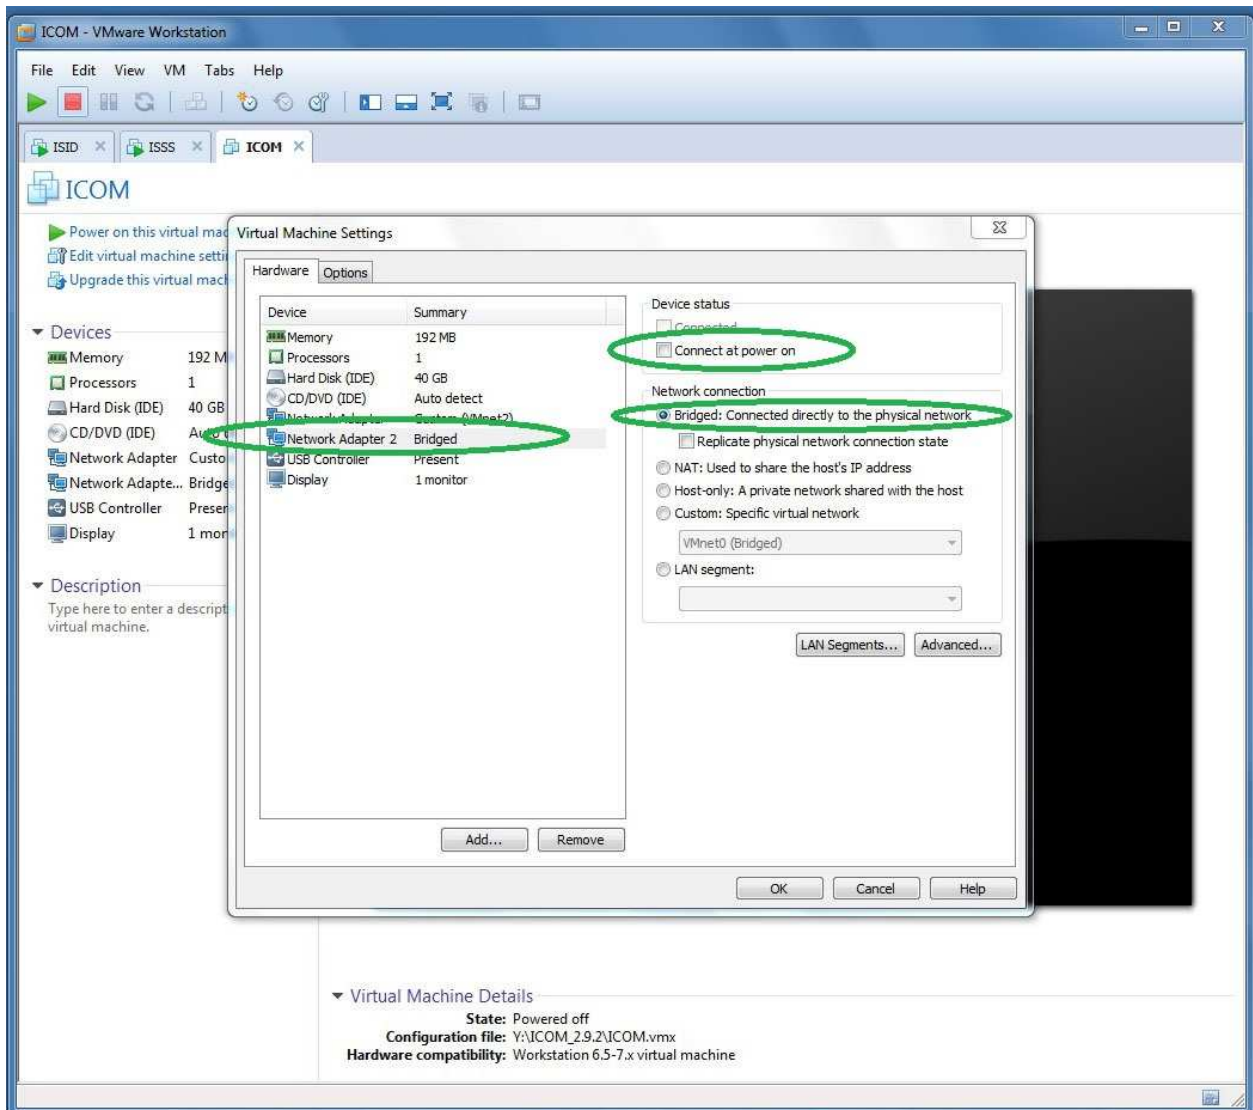 ICOM - VMware Workstation
File Edit View VM Tabs Help
ISID ISSS ICOM
ICOM
Power on this virtual mac
Edit virtual machine setti
Upgrade this virtual mach
Devices
Memory 192 M
Processors 1
Hard Disk (IDE) 40 GB
CD/DVD (IDE)
Network Adapter Custo
Network Adapte... Bridge
USB Controller Presen
Display 1 mon
Description
Type here to enter a descript
virtual machine.
Virtual Machine Settings
Hardware Options
Device Summary
Memory 192 MB
Processors 1
Hard Disk (IDE) 40 GB
CD/DVD (IDE) Auto detect
Network Adapter Custom (VMnet2)
Network Adapter 2 Bridged
USB Controller Present
Display 1 monitor
Add... Remove
Device status
Connected
Connect at power on
Network connection
Bridged: Connected directly to the physical network
Replicate physical network connection state
NAT: Used to share the host's IP address
Host-only: A private network shared with the host
Custom: Specific virtual network
VMnet0 (Bridged)
LAN segment:
LAN Segments... Advanced...
OK Cancel Help
Virtual Machine Details
State: Powered off
Configuration file: Y:\ICOM_2.9.2\ICOM.vmx
Hardware compatibility: Workstation 6.5-7.x virtual machine